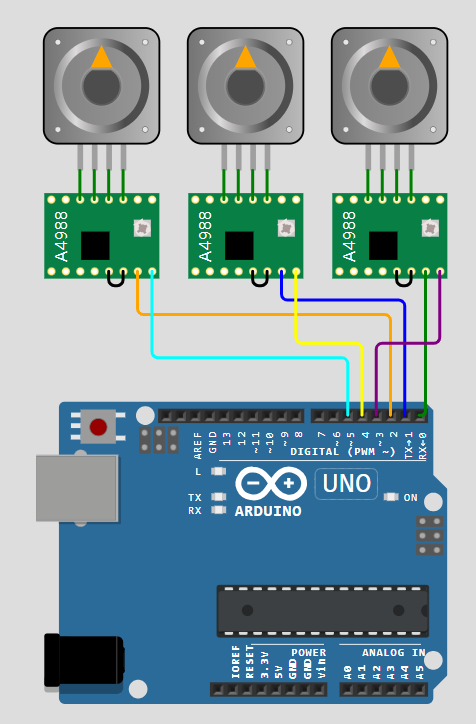 A4988
A4988
A4988
AREF
GND
13
12
~11
~10
~9
8
7
~6
~5
4
~3
2
TX→1
RX←0
DIGITAL (PWM ~)
L
TX
RX
UNO
ON
ARDUINO
IOREF
RESET
3.3V
5V
GND
GND
Vin
POWER
ANALOG IN
A0
A1
A2
A3
A4
A5